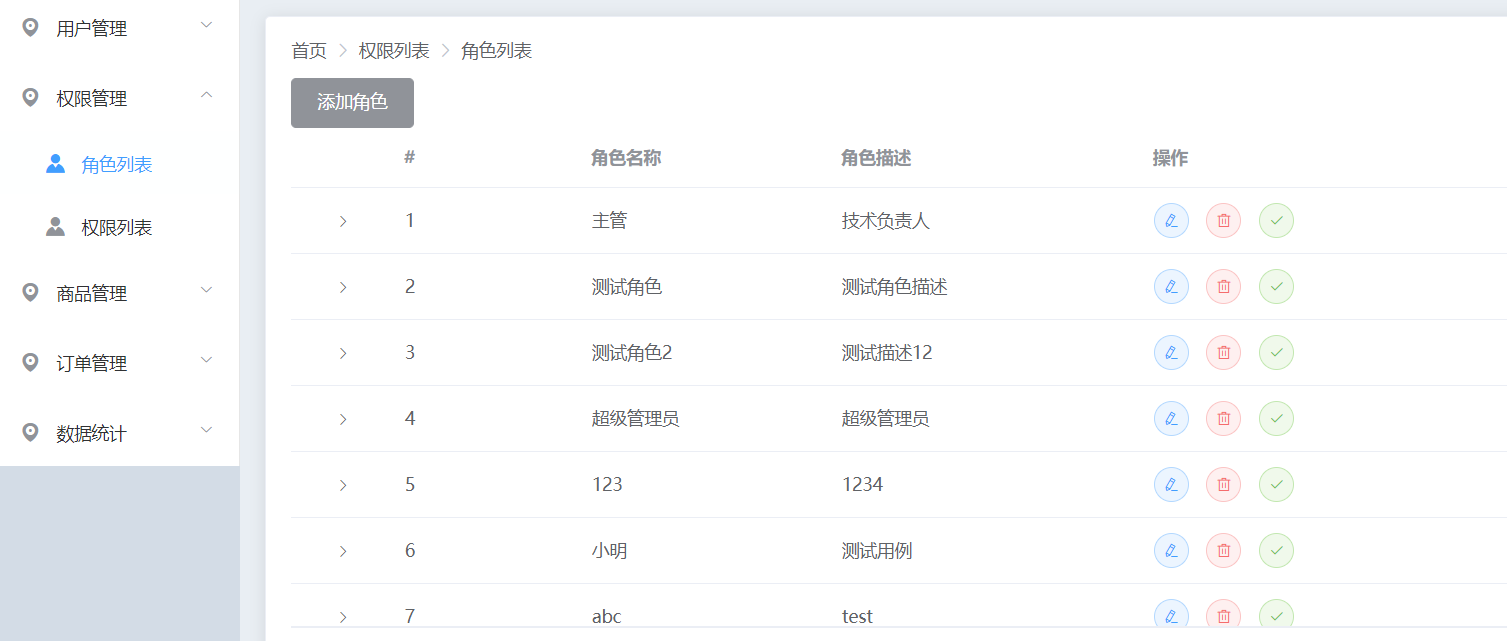 用户管理
权限管理
角色列表
权限列表
商品管理
订单管理
数据统计
首页 权限列表 角色列表
添加角色
# 角色名称 角色描述 操作
1 主管 技术负责人
2 测试角色 测试角色描述
3 测试角色2 测试描述12
4 超级管理员 超级管理员
5 123 1234
6 小明 测试用例
7 abc test